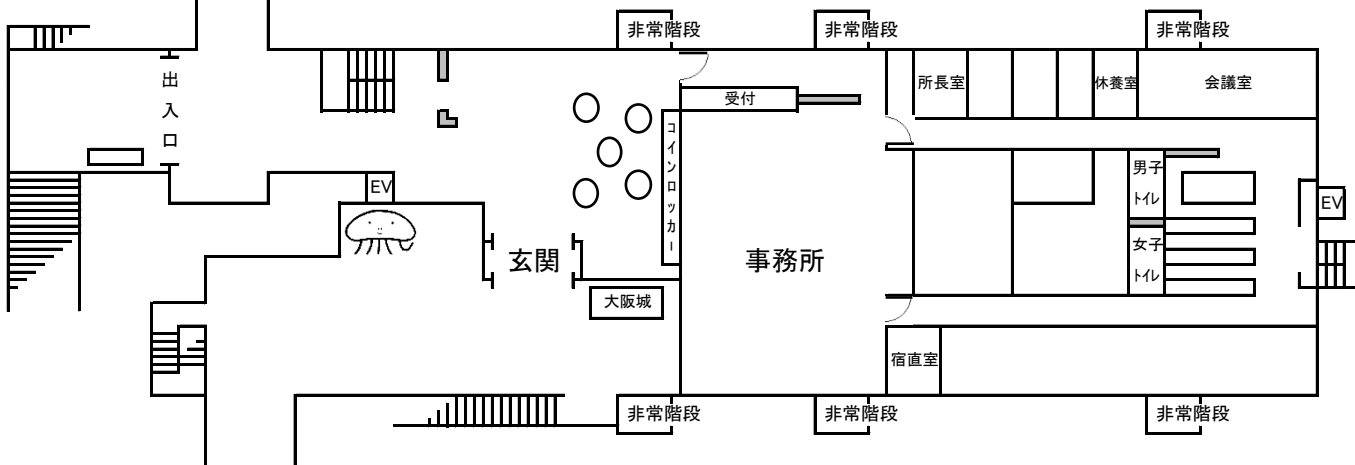 非常階段
非常階段
非常階段
出入口
受付
所長室
休養室
会議室
コインロッカー
男子
トイレ
EV
EV
女子
トイレ
玄関
事務所
大阪城
宿直室
非常階段
非常階段
非常階段